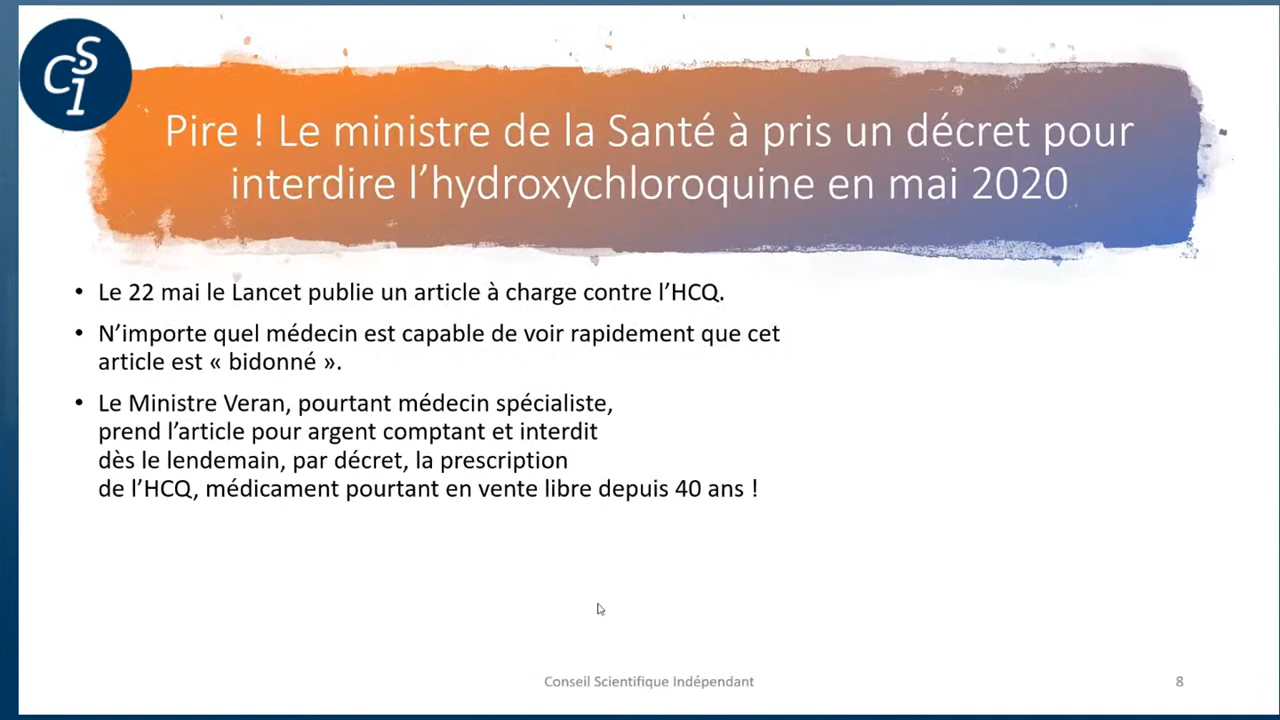 CSI
Pire ! Le ministre de la Santé à pris un décret pour
interdire l’hydroxychloroquine en mai 2020
• Le 22 mai le Lancet publie un article à charge contre l’HCQ.
• N’importe quel médecin est capable de voir rapidement que cet
article est « bidonné ».
• Le Ministre Veran, pourtant médecin spécialiste,
prend l’article pour argent comptant et interdit
dès le lendemain, par décret, la prescription
de l’HCQ, médicament pourtant en vente libre depuis 40 ans !
Conseil Scientifique Indépendant
8